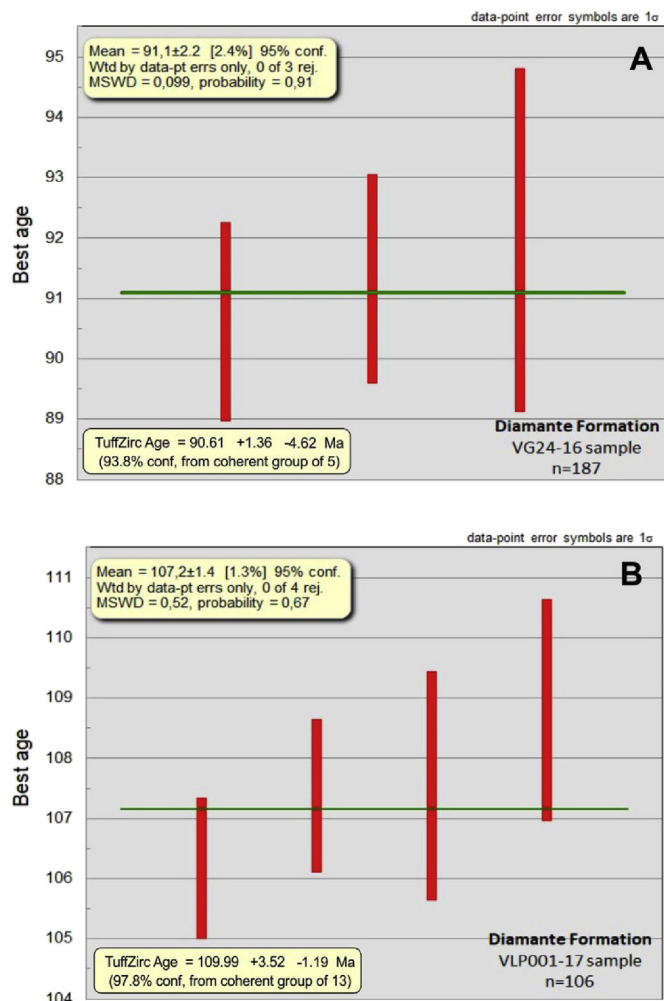 data-point error symbols are 1σ
A
Mean = 91,1±2.2 [2.4%] 95% conf.
Wtd by data-pt errs only, 0 of 3 rej.
MSWD = 0,099, probability = 0,91
95
94
93
92
91
90
89
88
Best age
TuffZirc Age = 90.61 +1.36 -4.62 Ma
(93.8% conf, from coherent group of 5)
Diamante Formation
VG24-16 sample
n=187
data-point error symbols are 1σ
B
Mean = 107,2±1.4 [1.3%] 95% conf.
Wtd by data-pt errs only, 0 of 4 rej.
MSWD = 0,52, probability = 0,67
111
110
109
108
107
106
105
104
Best age
TuffZirc Age = 109.99 +3.52 -1.19 Ma
(97.8% conf, from coherent group of 13)
Diamante Formation
VLP001-17 sample
n=106